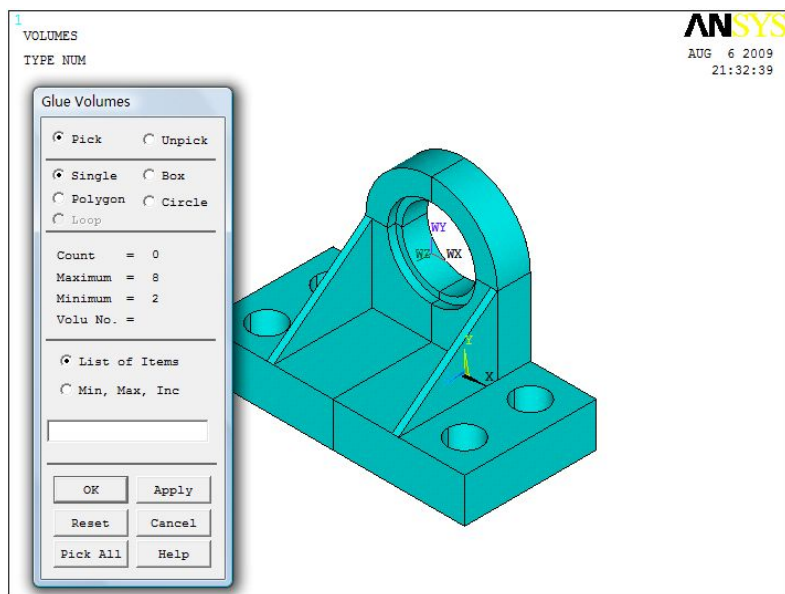 1
VOLUMES
TYPE NUM
ANSYS
AUG 6 2009
21:32:39
Glue Volumes
Pick Unpick
Single Box
Polygon Circle
Loop
Count = 0
Maximum = 8
Minimum = 2
Volu No. =
List of Items
Min, Max, Inc
OK Apply
Reset Cancel
Pick All Help
WY
WZ WX
Y
X